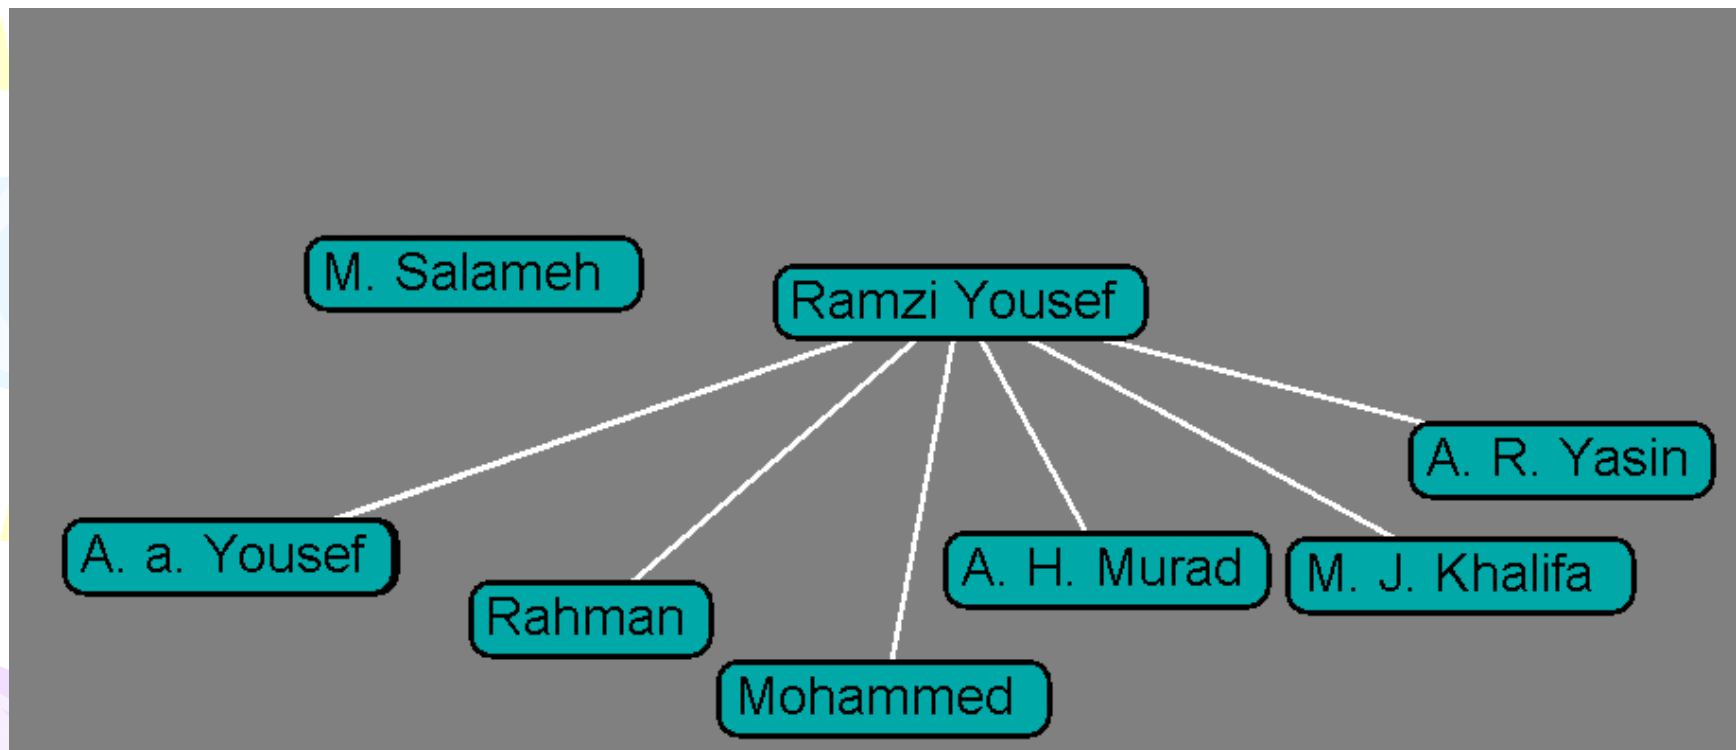 M. Salameh
Ramzi Yousef
A. R. Yasin
A. a. Yousef
A. H. Murad
M. J. Khalifa
Rahman
Mohammed